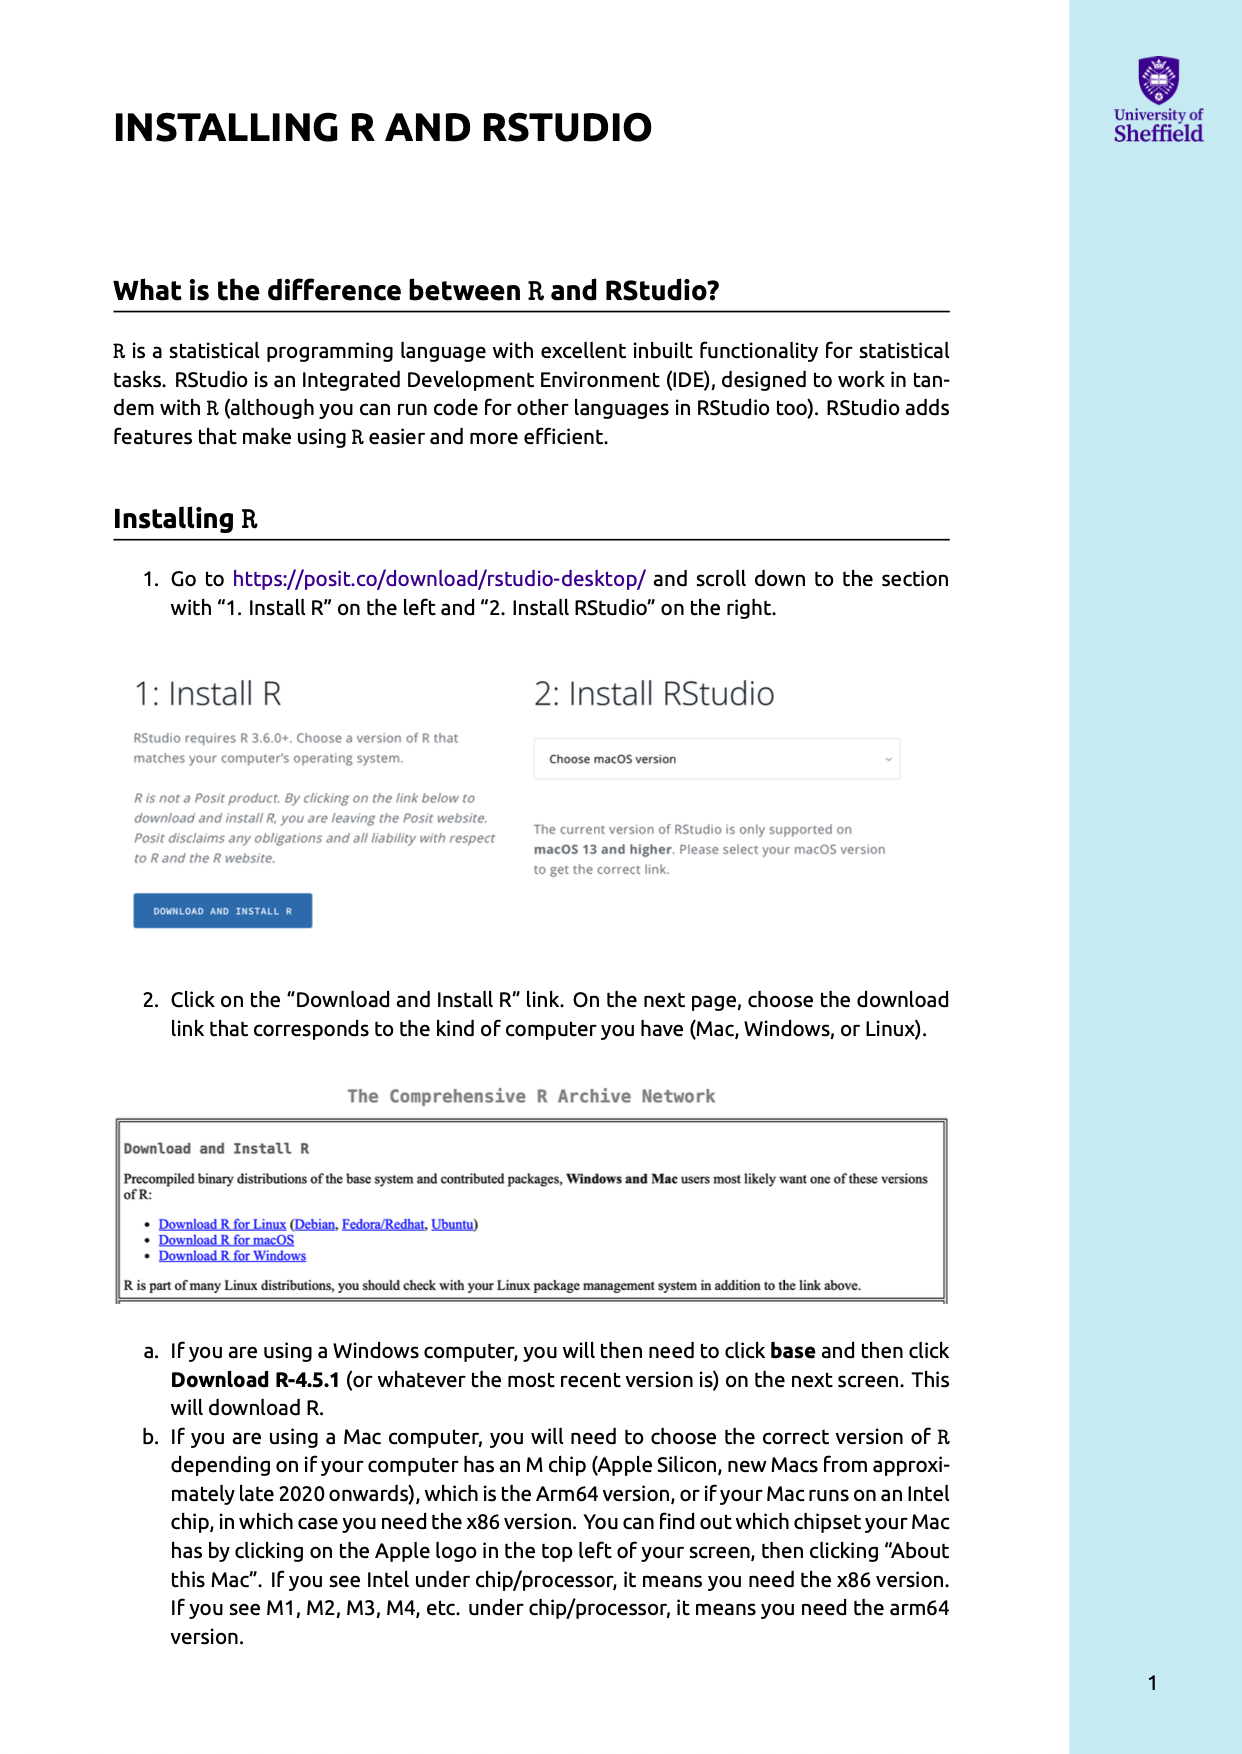 INSTALLING R AND RSTUDIO
University of
Sheffield
What is the difference between R and RStudio?
R is a statistical programming language with excellent inbuilt functionality for statistical
tasks. RStudio is an Integrated Development Environment (IDE), designed to work in tan-
dem with R (although you can run code for other languages in RStudio too). RStudio adds
features that make using R easier and more efficient.
Installing R
1. Go to https://posit.co/download/rstudio-desktop/ and scroll down to the section
with “1. Install R” on the left and “2. Install RStudio” on the right.
1: Install R
RStudio requires R 3.6.0+. Choose a version of R that
matches your computer's operating system.
R is not a Posit product. By clicking on the link below to
download and install R, you are leaving the Posit website.
Posit disclaims any obligations and all liability with respect
to R and the R website.
DOWNLOAD AND INSTALL R
2: Install RStudio
Choose macOS version
The current version of RStudio is only supported on
macOS 13 and higher. Please select your macOS version
to get the correct link.
2. Click on the “Download and Install R” link. On the next page, choose the download
link that corresponds to the kind of computer you have (Mac, Windows, or Linux).
The Comprehensive R Archive Network
Download and Install R
Precompiled binary distributions of the base system and contributed packages, Windows and Mac users most likely want one of these versions
of R:
• Download R for Linux (Debian, Fedora/Redhat, Ubuntu)
• Download R for macOS
• Download R for Windows
R is part of many Linux distributions, you should check with your Linux package management system in addition to the link above.
a. If you are using a Windows computer, you will then need to click base and then click
Download R-4.5.1 (or whatever the most recent version is) on the next screen. This
will download R.
b. If you are using a Mac computer, you will need to choose the correct version of R
depending on if your computer has an M chip (Apple Silicon, new Macs from approxi-
mately late 2020 onwards), which is the Arm64 version, or if your Mac runs on an Intel
chip, in which case you need the x86 version. You can find out which chipset your Mac
has by clicking on the Apple logo in the top left of your screen, then clicking “About
this Mac”. If you see Intel under chip/processor, it means you need the x86 version.
If you see M1, M2, M3, M4, etc. under chip/processor, it means you need the arm64
version.
1